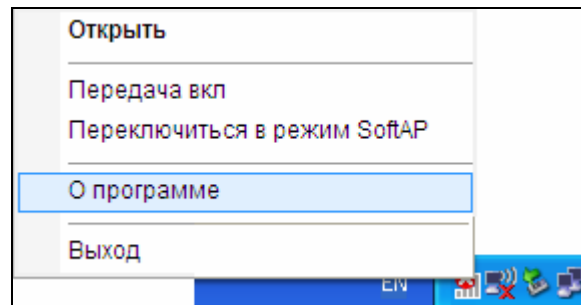 Открыть
Передача вкл
Переключиться в режим SoftAP
О программе
Выход
EN